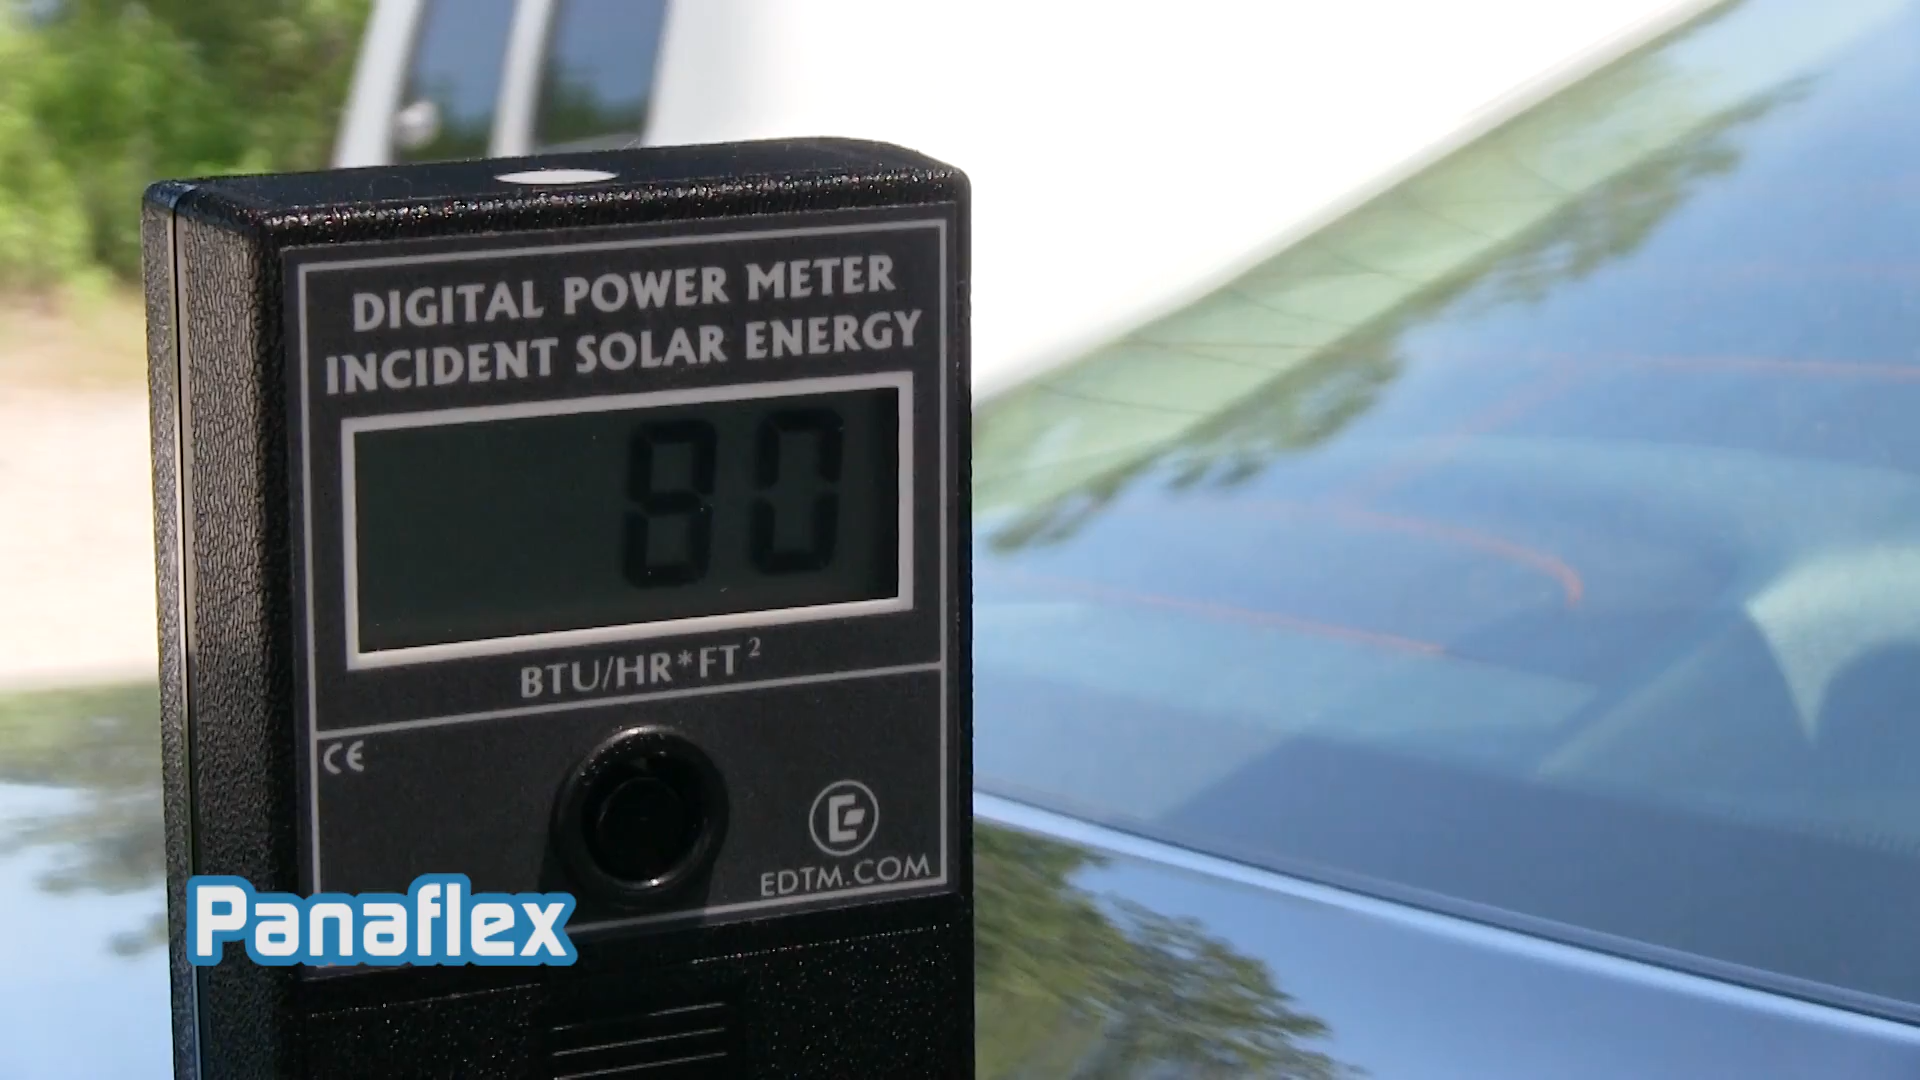 DIGITAL POWER METER
INCIDENT SOLAR ENERGY
80
BTU/HR*FT²
CE
EDTM.COM
Panaflex